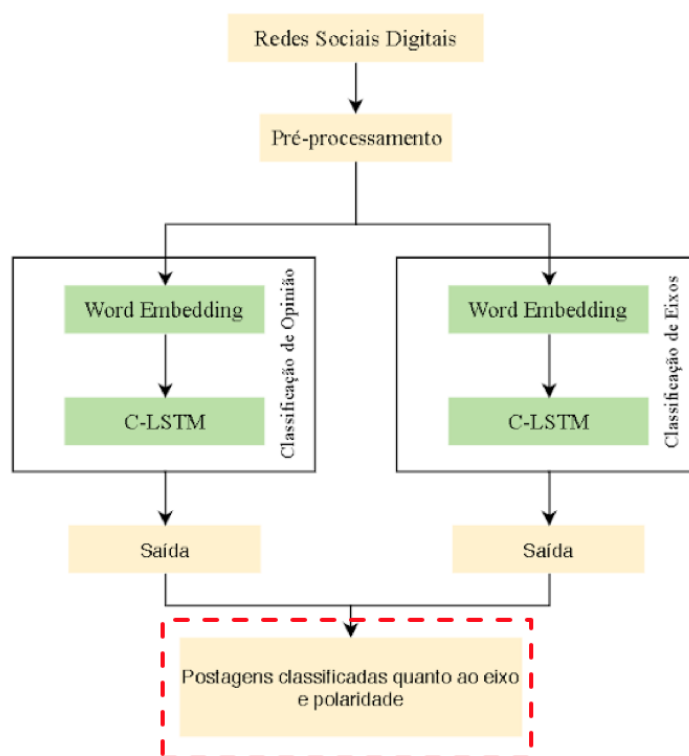 Redes Sociais Digitais
Pré-processamento
Word Embedding
C-LSTM
Classificação de Opinião
Word Embedding
C-LSTM
Classificação de Eixos
Saída
Saída
Postagens classificadas quanto ao eixo
e polaridade